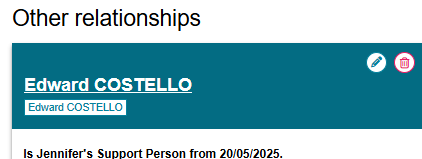 Other relationships
Edward COSTELLO
Edward COSTELLO
Is Jennifer's Support Person from 20/05/2025.